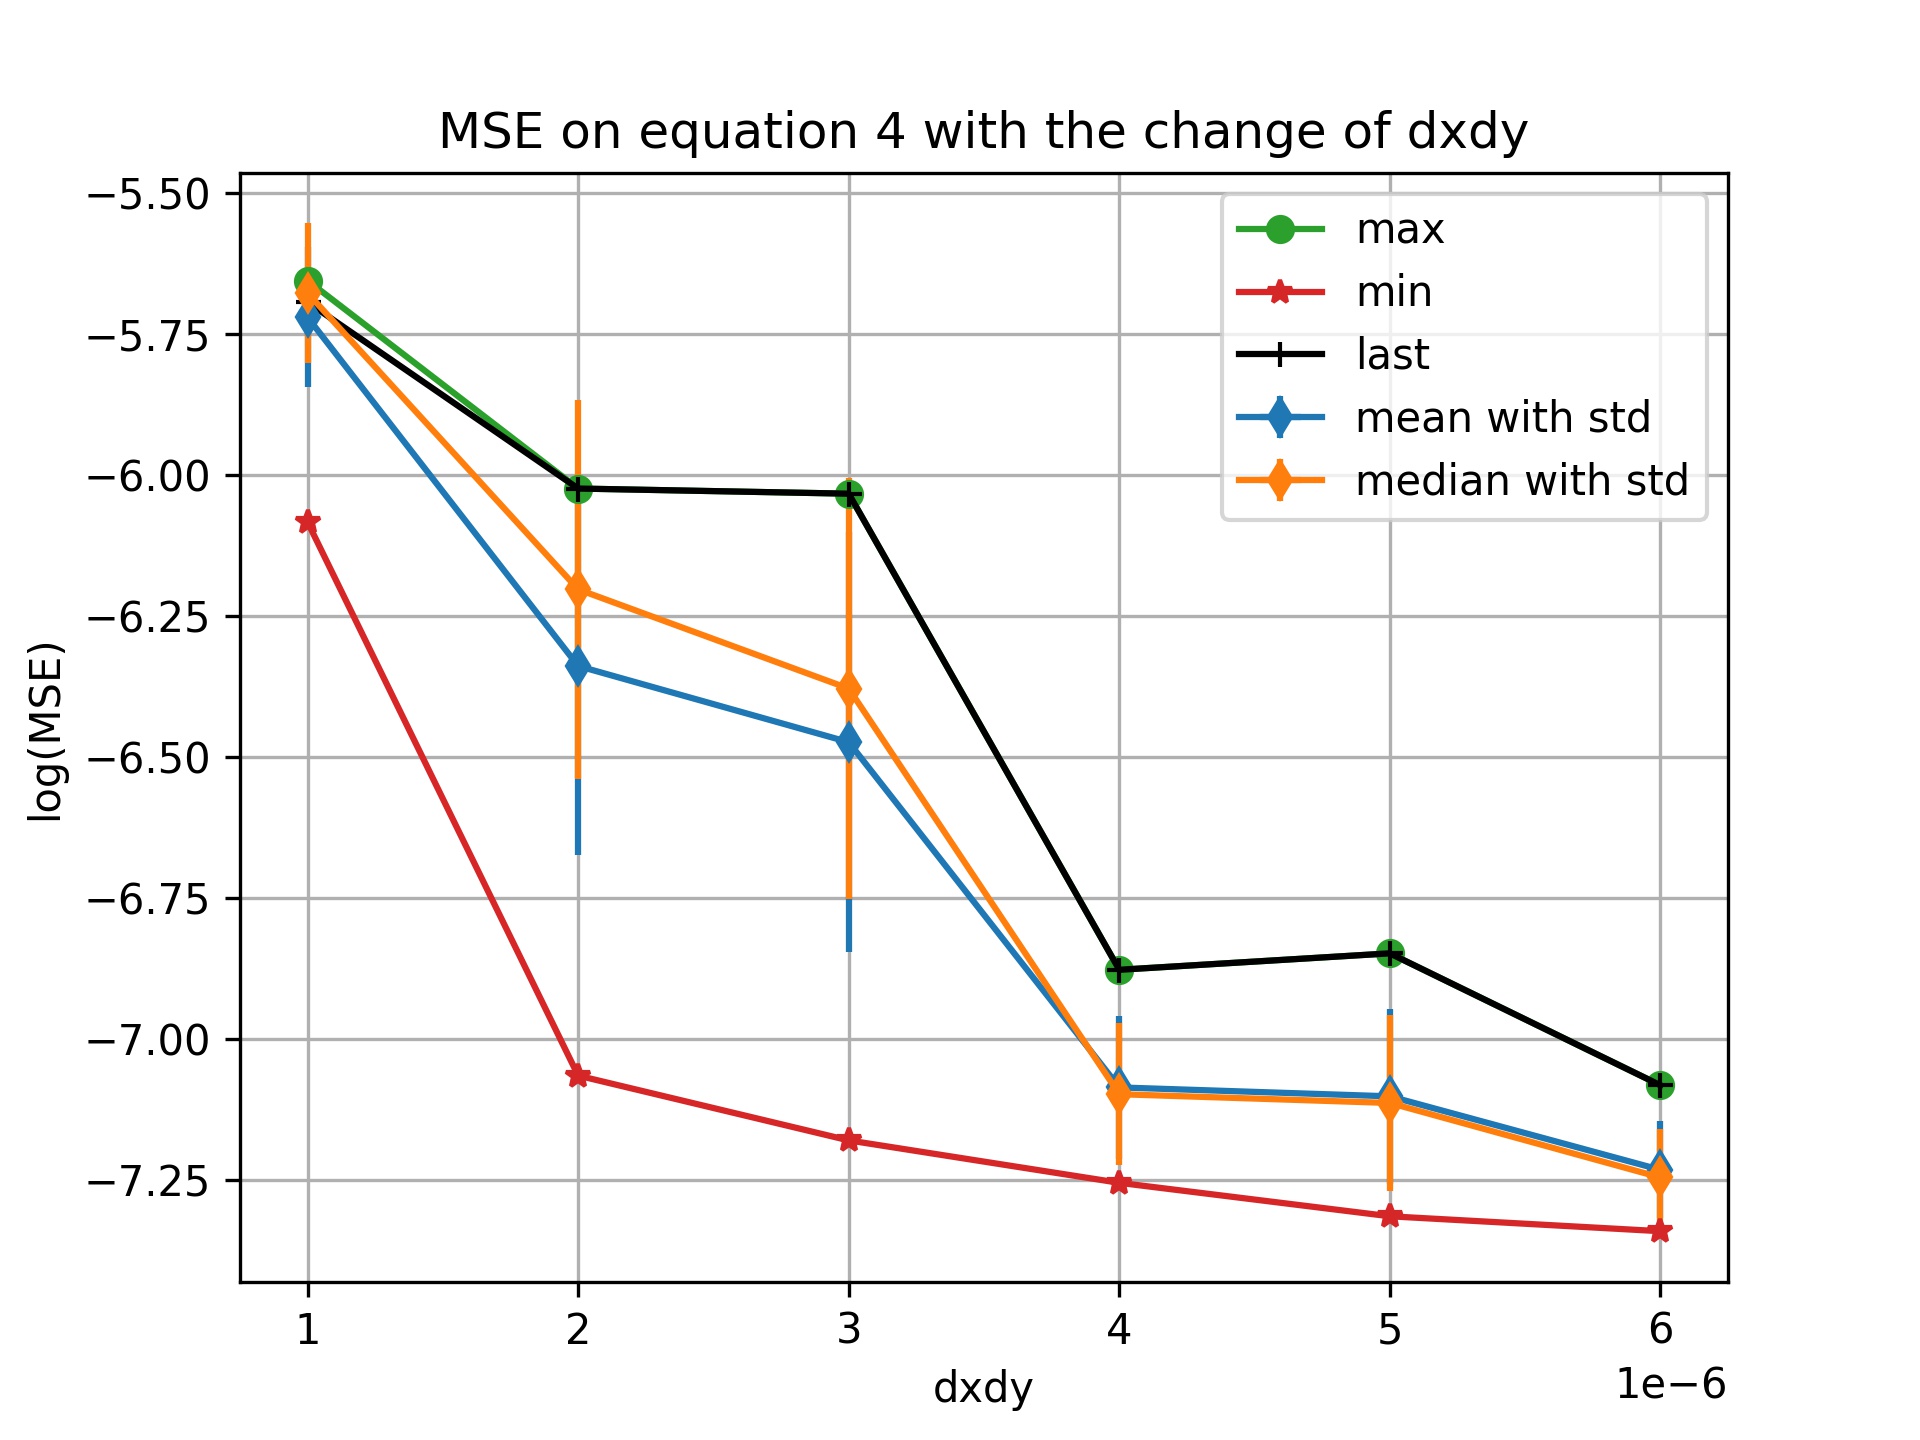 MSE on equation 4 with the change of dxdy
−5.50
−5.75
−6.00
−6.25
−6.50
−6.75
−7.00
−7.25
log(MSE)
max
min
last
mean with std
median with std
1 2 3 4 5 6
1e−6
dxdy